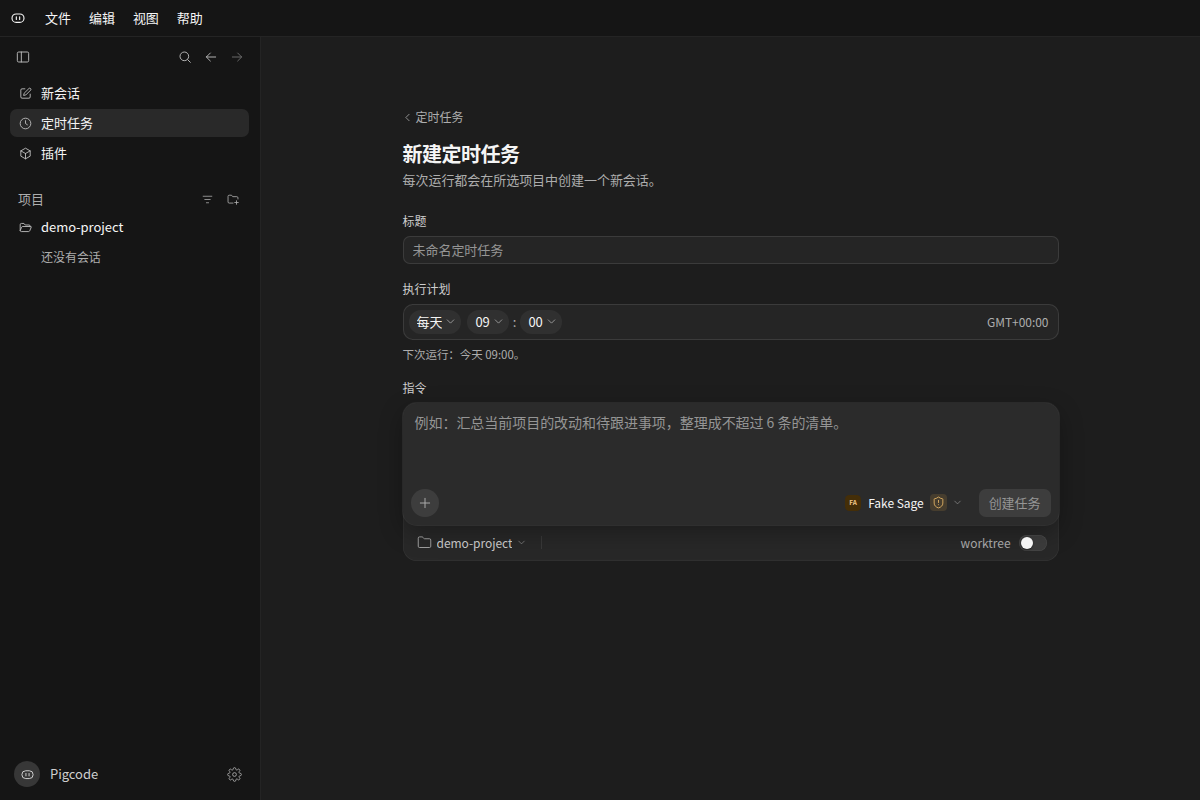 文件 编辑 视图 帮助
新会话
定时任务
插件
项目
demo-project
还没有会话
Pigcode
定时任务
新建定时任务
每次运行都会在所选项目中创建一个新会话。
标题
未命名定时任务
执行计划
每天 09 : 00 GMT+00:00
下次运行：今天 09:00。
指令
例如：汇总当前项目的改动和待跟进事项，整理成不超过 6 条的清单。
FA Fake Sage 创建任务
demo-project worktree